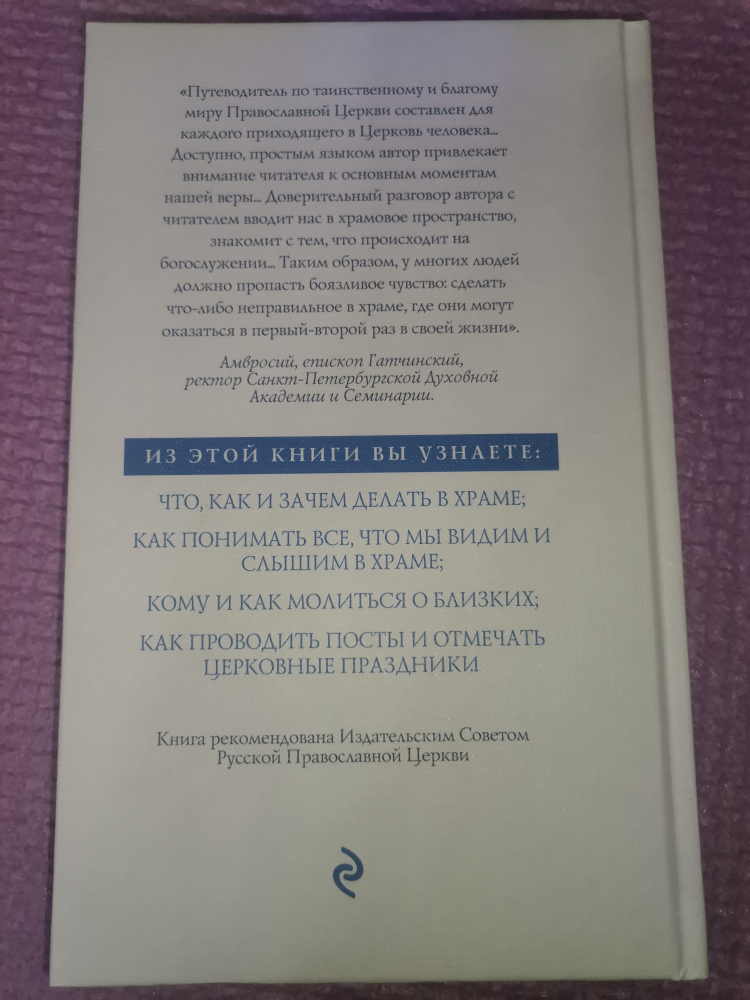 «Путеводитель по таинственному и благому
миру Православной Церкви составлен для
каждого приходящего в Церковь человека...
Доступно, простым языком автор привлекает
внимание читателя к основным моментам
нашей веры... Доверительный разговор автора с
читателем вводит нас в храмовое пространство,
знакомит с тем, что происходит на
богослужении... Таким образом, у многих людей
должно пропасть боязливое чувство: сделать
что-либо неправильное в храме, где они могут
оказаться в первый-второй раз в своей жизни».
Амвросий, епископ Гатчинский,
ректор Санкт-Петербургской Духовной
Академии и Семинарии.
ИЗ ЭТОЙ КНИГИ ВЫ УЗНАЕТЕ:
ЧТО, КАК И ЗАЧЕМ ДЕЛАТЬ В ХРАМЕ;
КАК ПОНИМАТЬ ВСЕ, ЧТО МЫ ВИДИМ И
СЛЫШИМ В ХРАМЕ;
КОМУ И КАК МОЛИТЬСЯ О БЛИЗКИХ;
КАК ПРОВОДИТЬ ПОСТЫ И ОТМЕЧАТЬ
ЦЕРКОВНЫЕ ПРАЗДНИКИ
Книга рекомендована Издательским Советом
Русской Православной Церкви